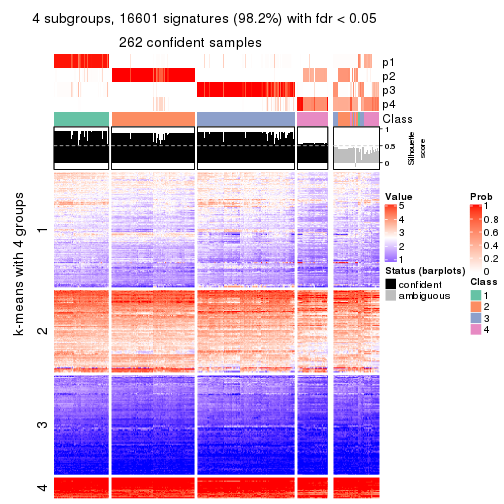 4 subgroups, 16601 signatures (98.2%) with fdr < 0.05
262 confident samples
p1
p2
p3
p4
Class
1
0.5
0
Silhouette
score
k-means with 4 groups
1
2
3
4
Value
5
4
3
2
1
Status (barplots)
confident
ambiguous
Prob
1
0.8
0.6
0.4
0.2
0
Class
1
2
3
4